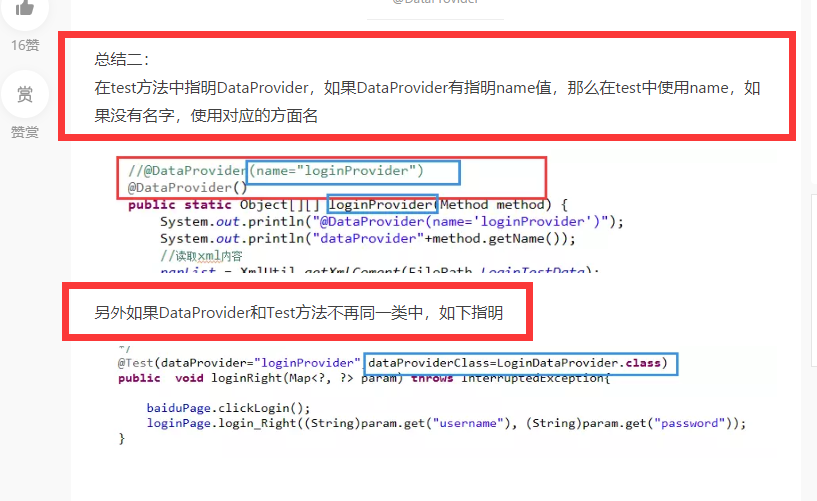 @DataProvider
16赞
总结二：
在test方法中指明DataProvider，如果DataProvider有指明name值，那么在test中使用name，如
果没有名字，使用对应的方面名
赏
赞赏
//@DataProvider(name="loginProvider")
@DataProvider()
public static Object[][] loginProvider(Method method) {
System.out.println("@DataProvider(name='loginProvider')");
System.out.println("dataProvider"+method.getName());
//读取xml内容
papList = XmlUtil.getXmlCement(FilePath.LoginTestData);
另外如果DataProvider和Test方法不再同一类中，如下指明
*/
@Test(dataProvider="loginProvider",dataProviderClass=LoginDataProvider.class)
public void loginRight(Map<?, ?> param) throws InterruptedException{
baiduPage.clickLogin();
loginPage.login_Right((String)param.get("username"), (String)param.get("password"));
}